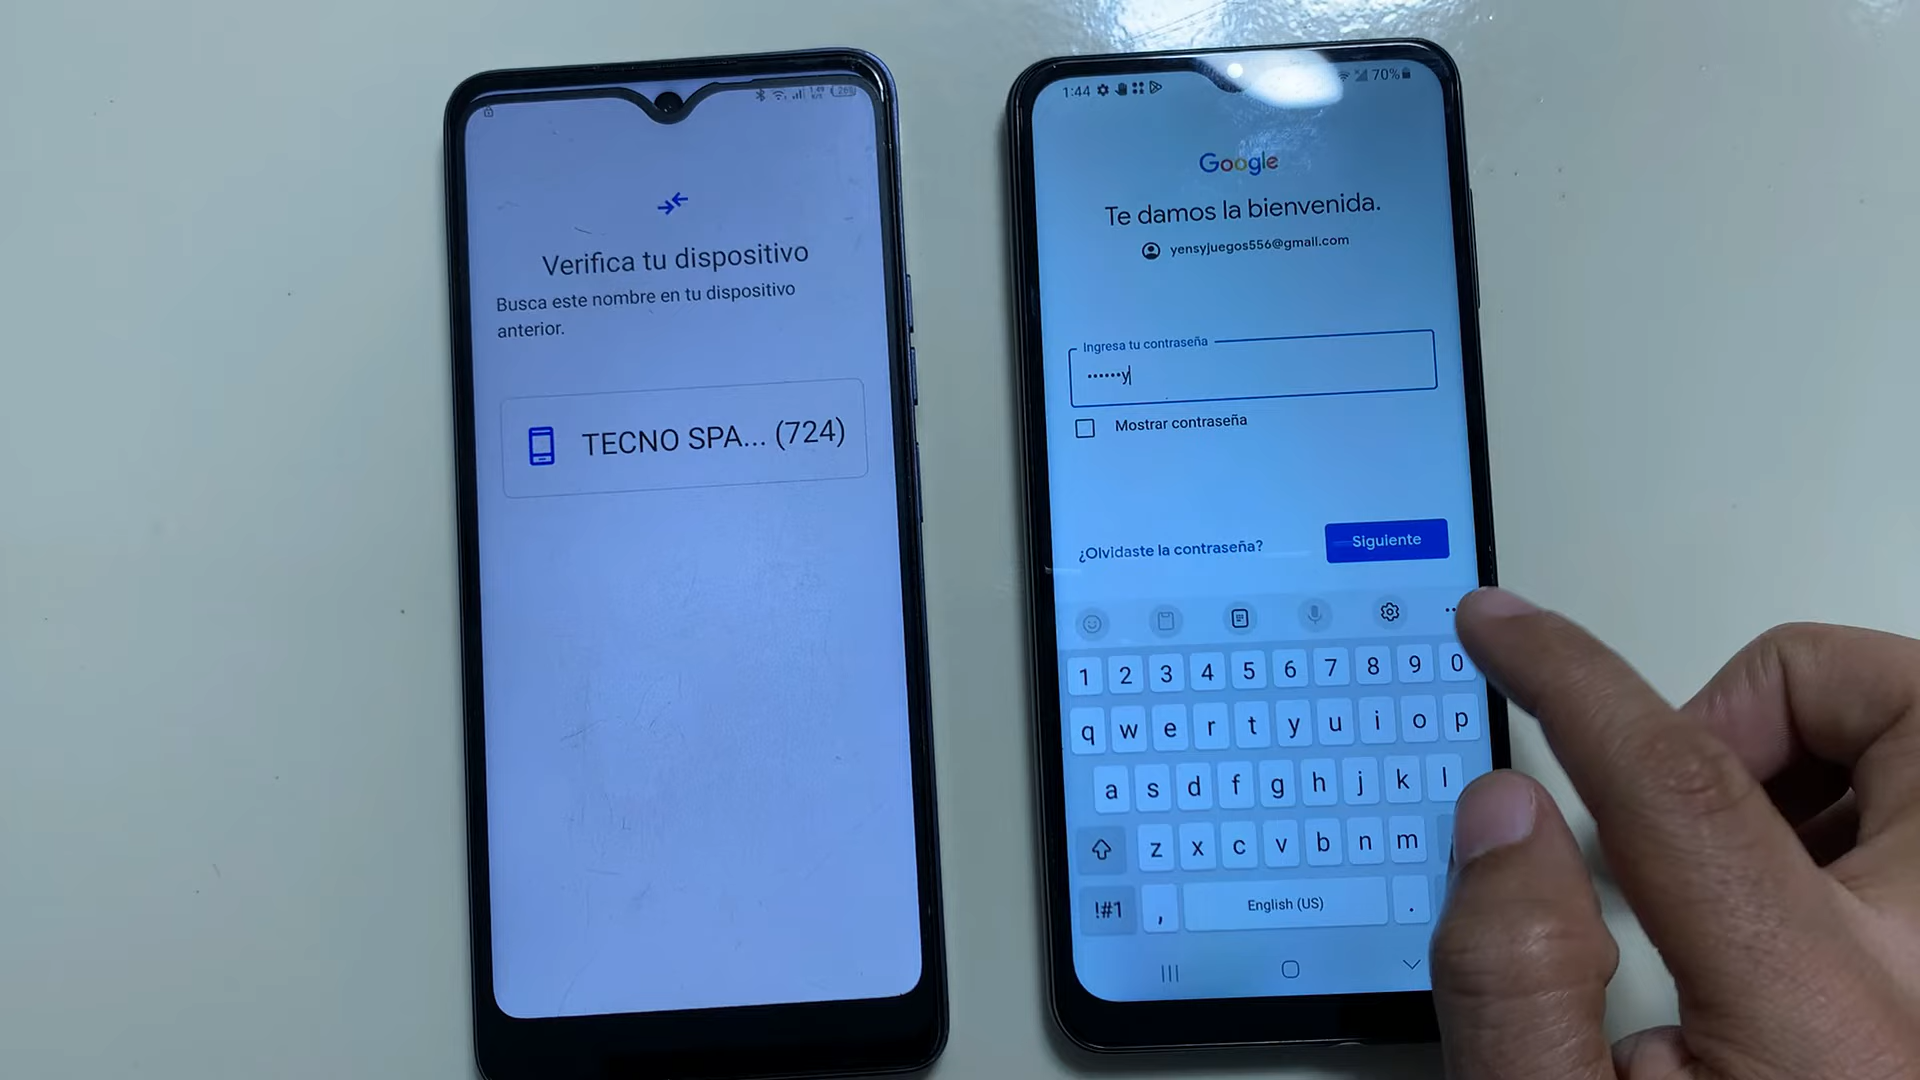 Verifica tu dispositivo
Busca este nombre en tu dispositivo
anterior.
TECNO SPA... (724)
1:44
70%
Google
Te damos la bienvenida.
yensyjuegos556@gmail.com
Ingresa tu contraseña
••••••y
Mostrar contraseña
¿Olvidaste la contraseña?
Siguiente
1 2 3 4 5 6 7 8 9 0
q w e r t y u i o p
a s d f g h j k l
z x c v b n m
!#1 , English (US) .